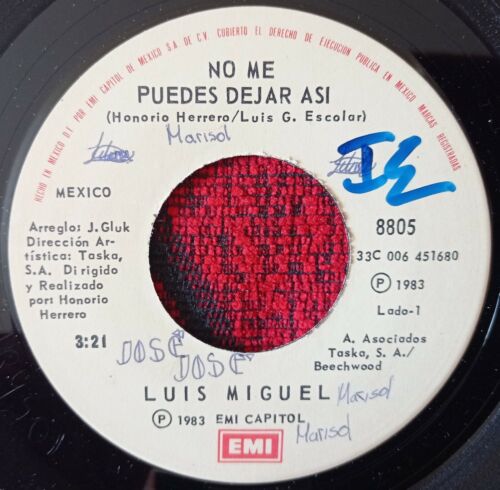 HECHO EN MEXICO D.F. POR EMI CAPITOL DE MEXICO S.A. DE C.V. CUBIERTO EL DERECHO DE EJECUCION PUBLICA EN MEXICO MARCAS REGISTRADAS
NO ME
PUEDES DEJAR ASI
(Honorio Herrero/Luis G. Escolar)
Marisol
MEXICO
Arreglo: J. Gluk
Dirección Ar-
tística: Taska,
S.A. Dirigido
y Realizado
por: Honorio
Herrero
3:21
8805
33C 006 451680
Ⓟ 1983
Lado-1
A. Asociados
Taska, S. A./
Beechwood
JOSE
JOSE
LUIS MIGUEL
Marisol
Ⓟ 1983 EMI CAPITOL
Marisol
EMI